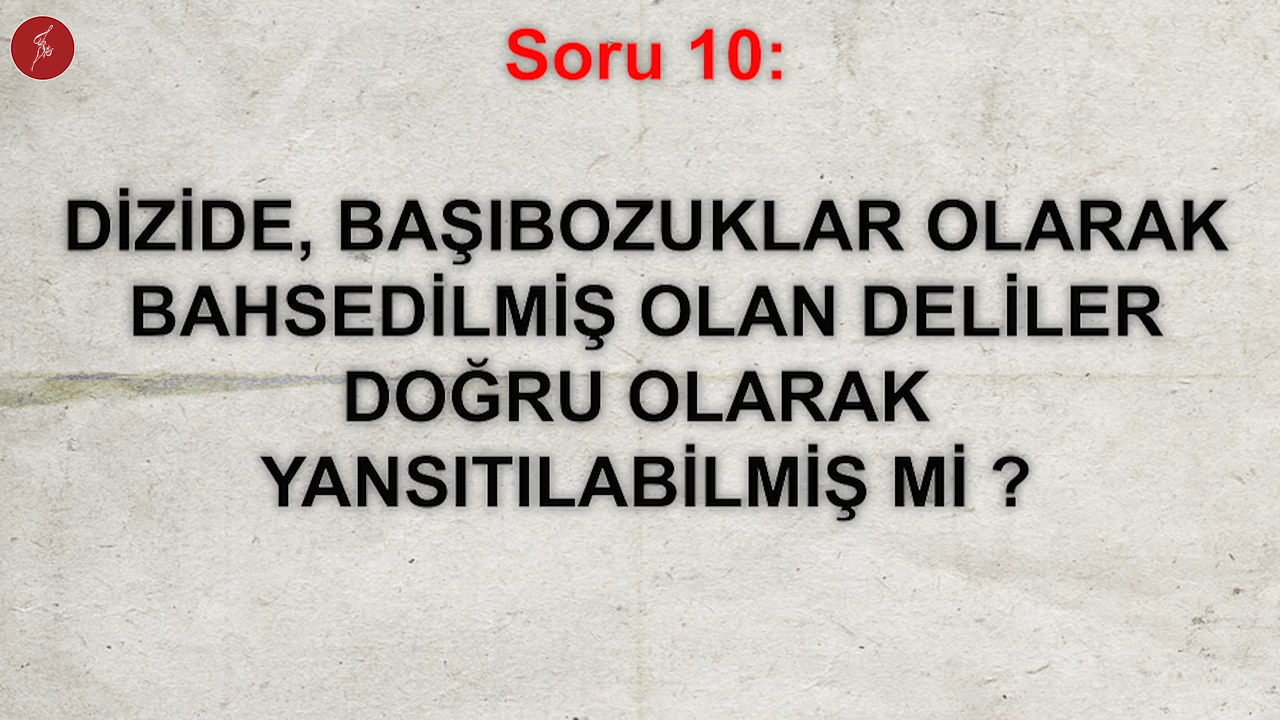 Soru 10:
DİZİDE, BAŞIBOZUKLAR OLARAK
BAHSEDİLMİŞ OLAN DELİLER
DOĞRU OLARAK
YANSITILABİLMİŞ Mİ ?